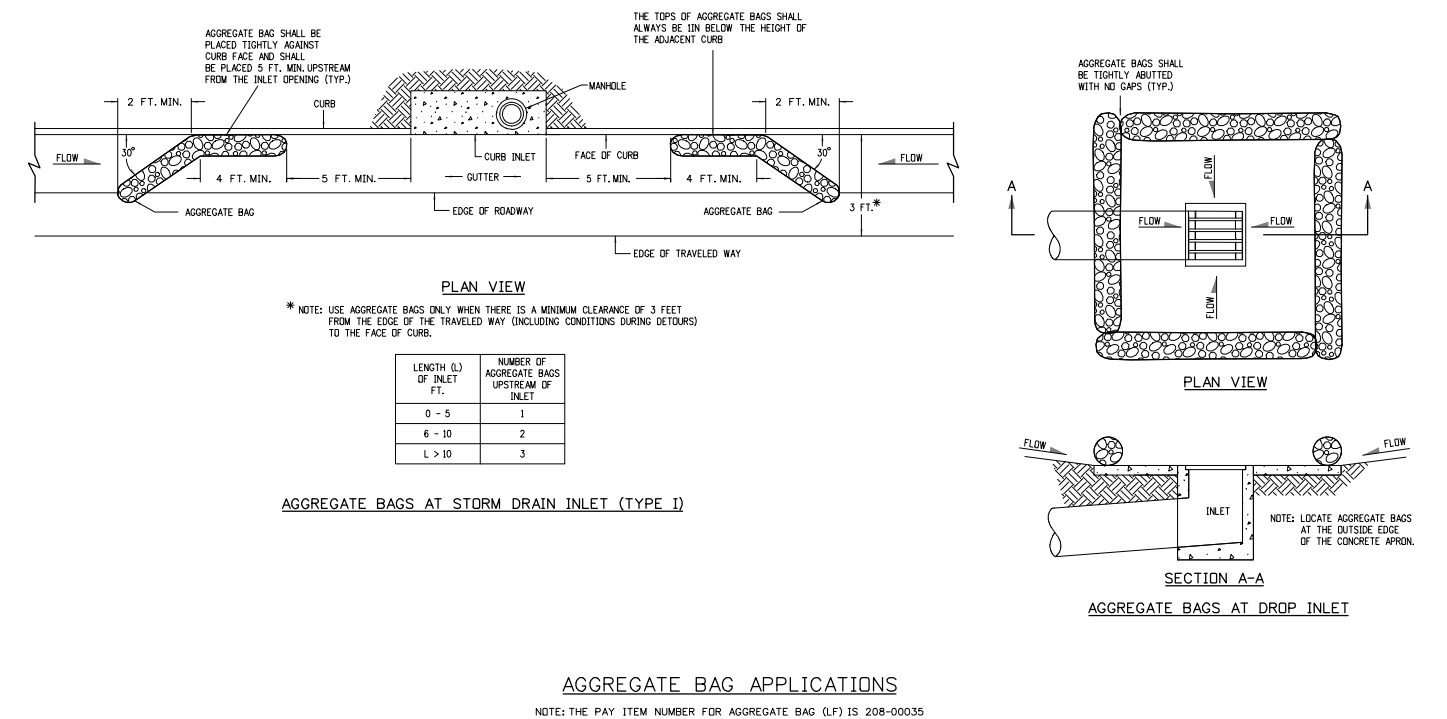 AGGREGATE BAG SHALL BE
PLACED TIGHTLY AGAINST
CURB FACE AND SHALL
BE PLACED 5 FT. MIN. UPSTREAM
FROM THE INLET OPENING (TYP.)
THE TOPS OF AGGREGATE BAGS SHALL
ALWAYS BE 1IN BELOW THE HEIGHT OF
THE ADJACENT CURB
2 FT. MIN.
CURB
MANHOLE
2 FT. MIN.
FLOW
30°
4 FT. MIN.
5 FT. MIN.
CURB INLET
GUTTER
FACE OF CURB
5 FT. MIN.
4 FT. MIN.
30°
FLOW
AGGREGATE BAG
EDGE OF ROADWAY
AGGREGATE BAG
3 FT.*
EDGE OF TRAVELED WAY
PLAN VIEW
* NOTE: USE AGGREGATE BAGS ONLY WHEN THERE IS A MINIMUM CLEARANCE OF 3 FEET
FROM THE EDGE OF THE TRAVELED WAY (INCLUDING CONDITIONS DURING DETOURS)
TO THE FACE OF CURB.
LENGTH (L)
OF INLET
FT.
NUMBER OF
AGGREGATE BAGS
UPSTREAM OF
INLET
0 - 5 1
6 - 10 2
L > 10 3
AGGREGATE BAGS AT STORM DRAIN INLET (TYPE I)
AGGREGATE BAGS SHALL
BE TIGHTLY ABUTTED
WITH NO GAPS (TYP.)
A
A
FLOW
FLOW
FLOW
FLOW
PLAN VIEW
FLOW
FLOW
INLET
NOTE: LOCATE AGGREGATE BAGS
AT THE OUTSIDE EDGE
OF THE CONCRETE APRON.
SECTION A-A
AGGREGATE BAGS AT DROP INLET
AGGREGATE BAG APPLICATIONS
NOTE: THE PAY ITEM NUMBER FOR AGGREGATE BAG (LF) IS 208-00035